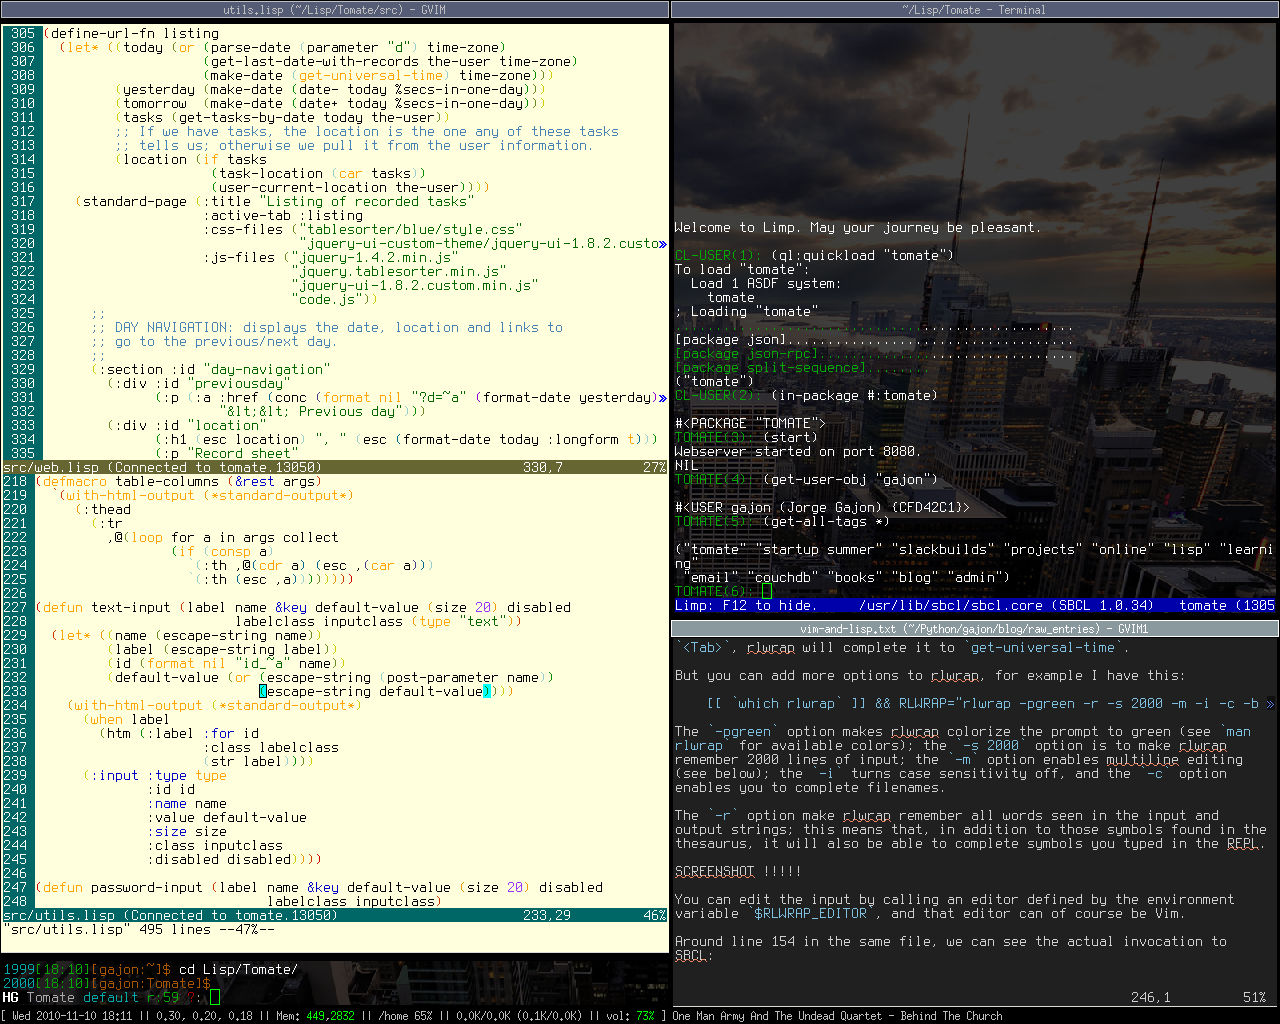 utils.lisp (~/Lisp/Tomate/src) - GVIM
305 (define-url-fn listing
306   (let* ((today (or (parse-date (parameter "d") time-zone)
307                     (get-last-date-with-records the-user time-zone)
308                     (make-date (get-universal-time) time-zone)))
309          (yesterday (make-date (date- today %secs-in-one-day)))
310          (tomorrow  (make-date (date+ today %secs-in-one-day)))
311          (tasks (get-tasks-by-date today the-user))
312          ;; If we have tasks, the location is the one any of these tasks
313          ;; tells us; otherwise we pull it from the user information.
314          (location (if tasks
315                      (task-location (car tasks))
316                      (user-current-location the-user))))
317     (standard-page (:title "Listing of recorded tasks"
318                     :active-tab :listing
319                     :css-files ("tablesorter/blue/style.css"
320                                 "jquery-ui-custom-theme/jquery-ui-1.8.2.custo»
321                     :js-files ("jquery-1.4.2.min.js"
322                                "jquery.tablesorter.min.js"
323                                "jquery-ui-1.8.2.custom.min.js"
324                                "code.js"))
325       ;;
326       ;; DAY NAVIGATION: displays the date, location and links to
327       ;; go to the previous/next day.
328       ;;
329       (:section :id "day-navigation"
330         (:div :id "previousday"
331               (:p (:a :href (conc (format nil "?d=~a" (format-date yesterday)»
332                       "&lt;&lt; Previous day")))
333         (:div :id "location"
334               (:h1 (esc location) ", " (esc (format-date today :longform t)))
335               (:p "Record sheet"
src/web.lisp (Connected to tomate.13050) 330,7 27%
218 (defmacro table-columns (&rest args)
219   `(with-html-output (*standard-output*)
220      (:thead
221        (:tr
222          ,@(loop for a in args collect
223                  (if (consp a)
224                    `(:th ,@(cdr a) (esc ,(car a)))
225                    `(:th (esc ,a))))))))
226
227 (defun text-input (label name &key default-value (size 20) disabled
228                          labelclass inputclass (type "text"))
229   (let* ((name (escape-string name))
230          (label (escape-string label))
231          (id (format nil "id_~a" name))
232          (default-value (or (escape-string (post-parameter name))
233                             (escape-string default-value))))
234     (with-html-output (*standard-output*)
235       (when label
236         (htm (:label :for id
237                      :class labelclass
238                      (str label))))
239       (:input :type type
240               :id id
241               :name name
242               :value default-value
243               :size size
244               :class inputclass
245               :disabled disabled))))
246
247 (defun password-input (label name &key default-value (size 20) disabled
248                              labelclass inputclass)
src/utils.lisp (Connected to tomate.13050) 233,29 46%
"src/utils.lisp" 495 lines --47%--
1999[18:10][gajon:~]$ cd Lisp/Tomate/
2000[18:10][gajon:Tomate]$
HG Tomate default r:59 ?:
~/Lisp/Tomate - Terminal
Welcome to Limp. May your journey be pleasant.
CL-USER(1): (ql:quickload "tomate")
To load "tomate":
  Load 1 ASDF system:
    tomate
; Loading "tomate"
..................................................
[package json]....................................
[package json-rpc]................................
[package split-sequence]........
("tomate")
CL-USER(2): (in-package #:tomate)
#<PACKAGE "TOMATE">
TOMATE(3): (start)
Webserver started on port 8080.
NIL
TOMATE(4): (get-user-obj "gajon")
#<USER gajon (Jorge Gajon) {CFD42C1}>
TOMATE(5): (get-all-tags *)
("tomate" "startup summer" "slackbuilds" "projects" "online" "lisp" "learni
ng"
 "email" "couchdb" "books" "blog" "admin")
TOMATE(6):
Limp: F12 to hide. /usr/lib/sbcl/sbcl.core (SBCL 1.0.34) tomate (1305
vim-and-lisp.txt (~/Python/gajon/blog/raw_entries) - GVIM1
`<Tab>`, rlwrap will complete it to `get-universal-time`.
But you can add more options to rlwrap, for example I have this:
    [[ `which rlwrap` ]] && RLWRAP="rlwrap -pgreen -r -s 2000 -m -i -c -b »
The `-pgreen` option makes rlwrap colorize the prompt to green (see `man
rlwrap` for available colors); the `-s 2000` option is to make rlwrap
remember 2000 lines of input; the `-m` option enables multiline editing
(see below); the `-i` turns case sensitivity off, and the `-c` option
enables you to complete filenames.
The `-r` option make rlwrap remember all words seen in the input and
output strings; this means that, in addition to those symbols found in the
thesaurus, it will also be able to complete symbols you typed in the REPL.
SCREENSHOT !!!!!
You can edit the input by calling an editor defined by the environment
variable `$RLWRAP_EDITOR`, and that editor can of course be Vim.
Around line 154 in the same file, we can see the actual invocation to
SBCL:
246,1 51%
[ Wed 2010-11-10 18:11 || 0.30, 0.20, 0.18 || Mem: 449,2832 || /home 65% || 0.0K/0.0K (0.1K/0.0K) || vol: 73% ] One Man Army And The Undead Quartet - Behind The Church